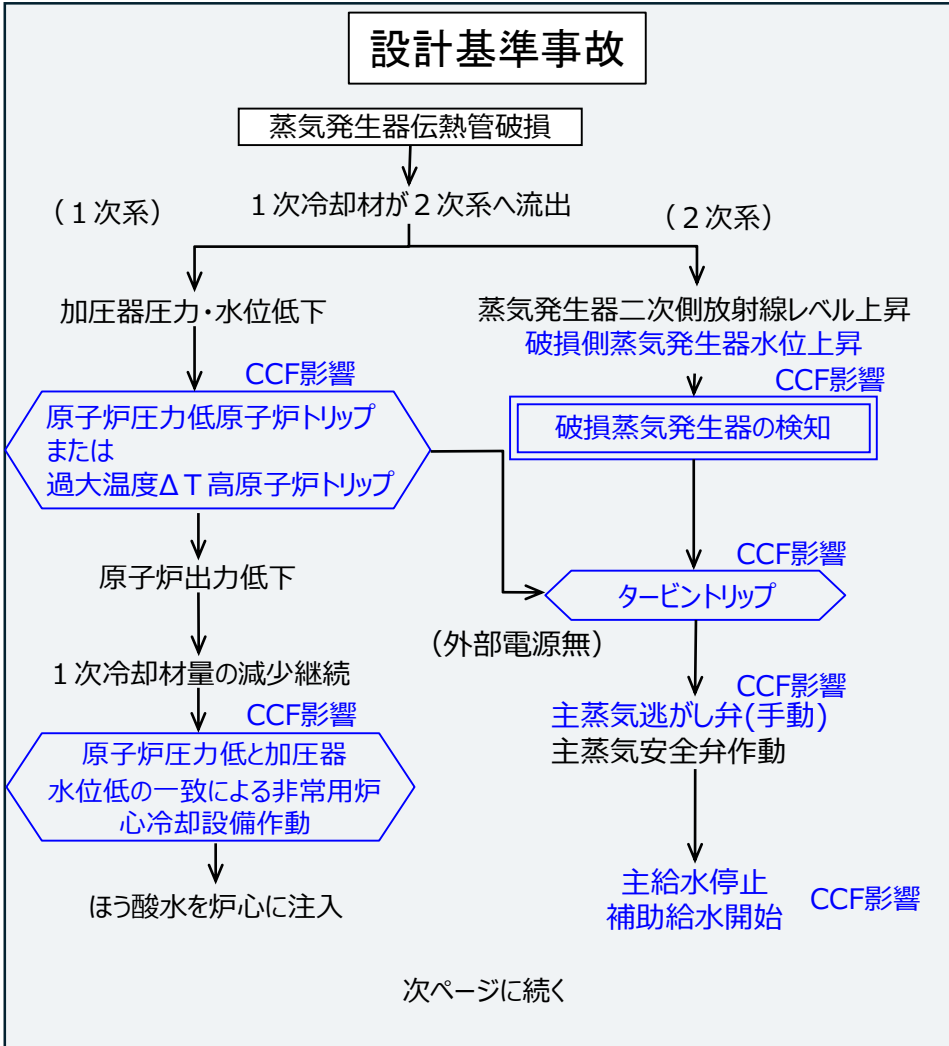 設計基準事故
蒸気発生器伝熱管破損
1次冷却材が2次系へ流出
(1次系)
(2次系)
加圧器圧力・水位低下
CCF影響
原子炉圧力低原子炉トリップ
または
過大温度ΔT高原子炉トリップ
原子炉出力低下
1次冷却材量の減少継続
CCF影響
原子炉圧力低と加圧器
水位低の一致による非常用炉
心冷却設備作動
ほう酸水を炉心に注入
蒸気発生器二次側放射線レベル上昇
破損側蒸気発生器水位上昇
CCF影響
破損蒸気発生器の検知
CCF影響
タービントリップ
(外部電源無)
CCF影響
主蒸気逃がし弁(手動)
主蒸気安全弁作動
主給水停止
補助給水開始
CCF影響
次ページに続く